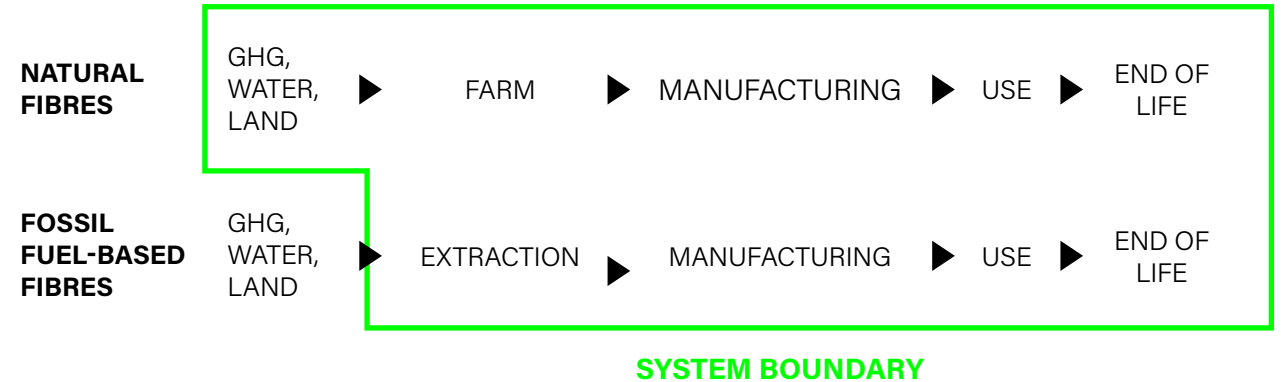 NATURAL
FIBRES
GHG,
WATER,
LAND
FARM
MANUFACTURING
USE
END OF
LIFE
FOSSIL
FUEL-BASED
FIBRES
GHG,
WATER,
LAND
EXTRACTION
MANUFACTURING
USE
END OF
LIFE
SYSTEM BOUNDARY